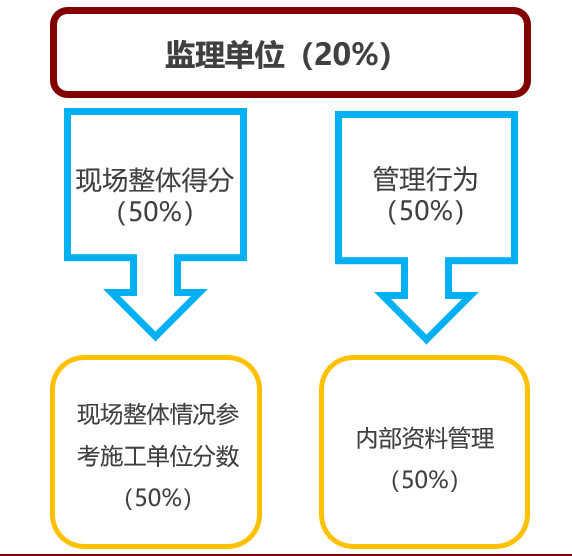 监理单位（20%）
现场整体得分
（50%）
管理行为
（50%）
现场整体情况参
考施工单位分数
（50%）
内部资料管理
（50%）